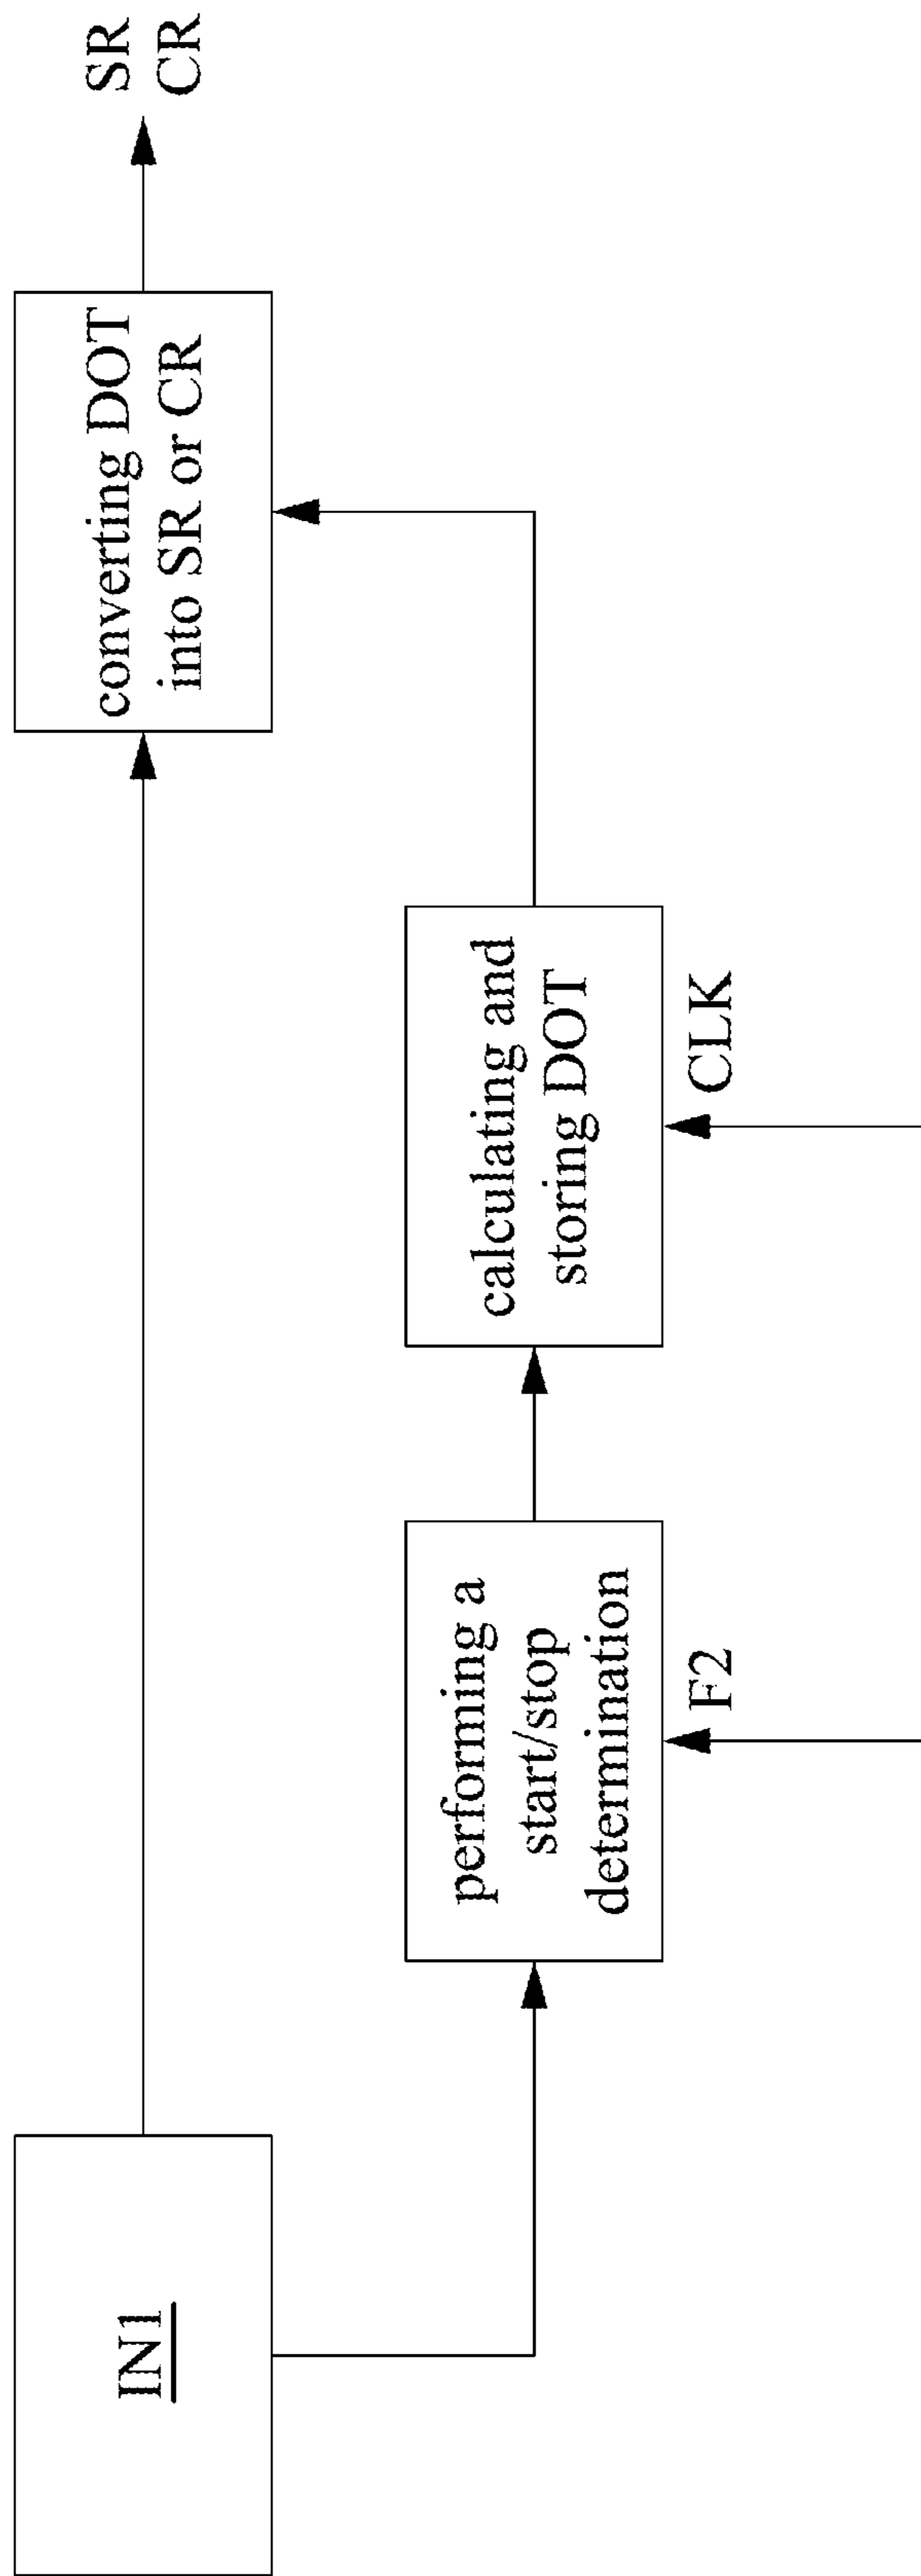 IN1
performing a
start/stop
determination
F2
calculating and
storing DOT
CLK
converting DOT
into SR or CR
SR
CR